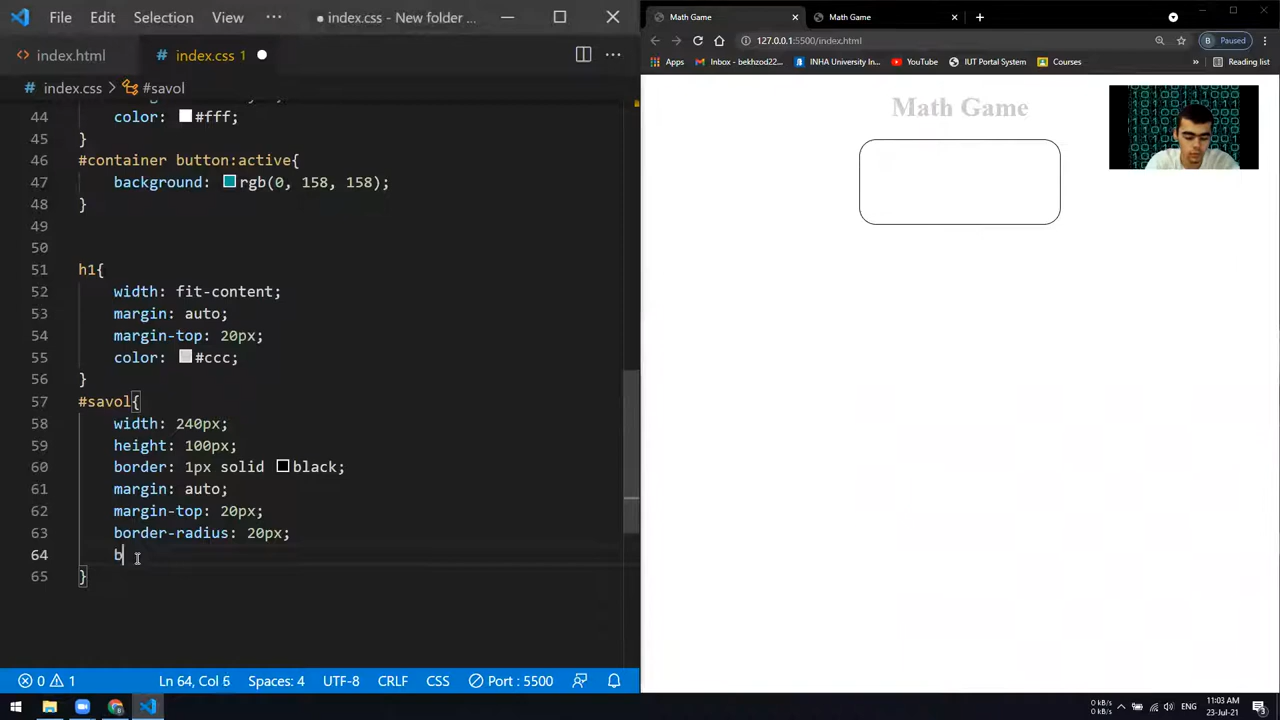 File Edit Selection View ● index.css - New folder ...
index.html
index.css 1
index.css > #savol
44 color: #fff;
45 }
46 #container button:active{
47 background: rgb(0, 158, 158);
48 }
49
50
51 h1{
52 width: fit-content;
53 margin: auto;
54 margin-top: 20px;
55 color: #ccc;
56 }
57 #savol{
58 width: 240px;
59 height: 100px;
60 border: 1px solid black;
61 margin: auto;
62 margin-top: 20px;
63 border-radius: 20px;
64 b
65 }
0 1 Ln 64, Col 6 Spaces: 4 UTF-8 CRLF CSS Port : 5500
Math Game
Math Game
127.0.0.1:5500/index.html
B Paused
Apps
Inbox - bekhzod22...
INHA University In...
YouTube
IUT Portal System
Courses
»
Reading list
Math Game
0 kB/s
0 kB/s
ENG
11:03 AM
23-Jul-21
3